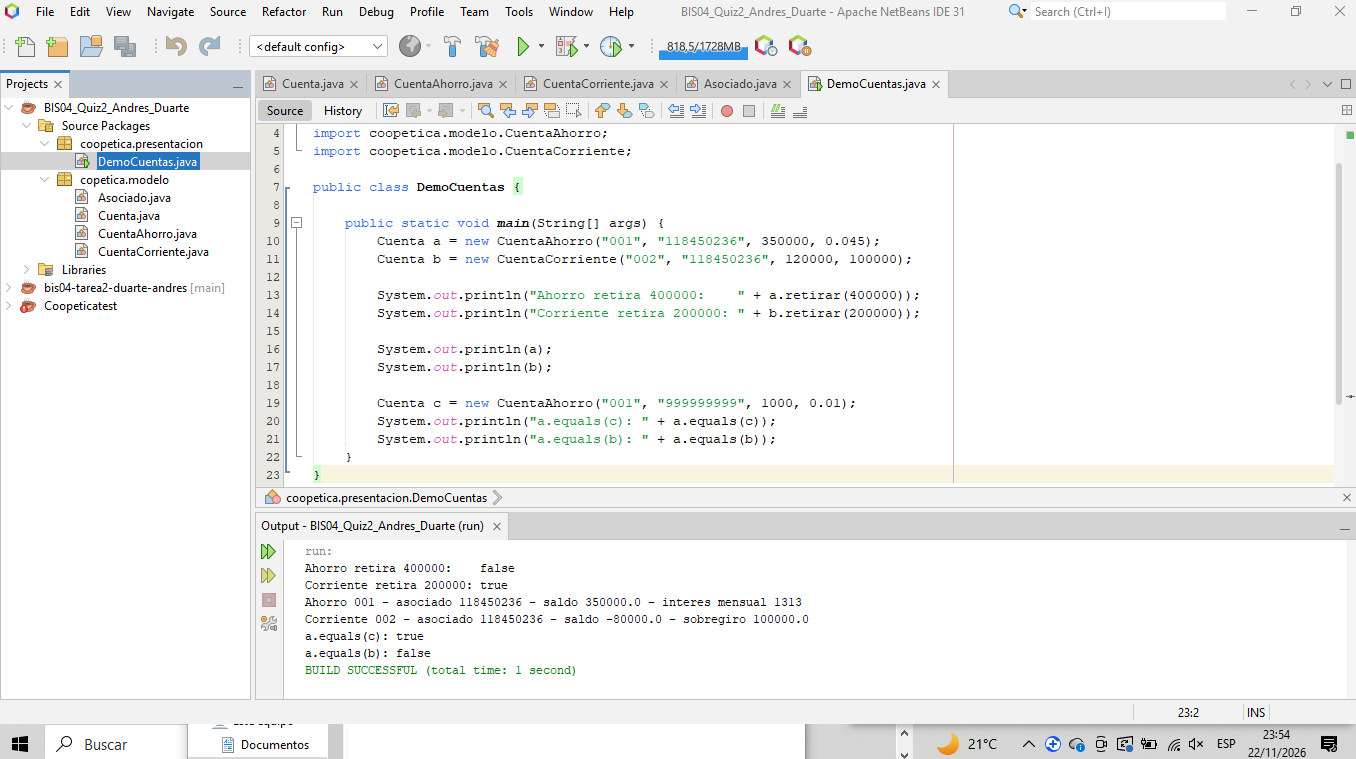 File Edit View Navigate Source Refactor Run Debug Profile Team Tools Window Help BIS04_Quiz2_Andres_Duarte - Apache NetBeans IDE 31 Search (Ctrl+I)
<default config> 818,5/1728MB
Projects
BIS04_Quiz2_Andres_Duarte
Source Packages
coopetica.presentacion
DemoCuentas.java
copetica.modelo
Asociado.java
Cuenta.java
CuentaAhorro.java
CuentaCorriente.java
Libraries
bis04-tarea2-duarte-andres [main]
Coopeticatest
Cuenta.java CuentaAhorro.java CuentaCorriente.java Asociado.java DemoCuentas.java
Source History
4 import coopetica.modelo.CuentaAhorro;
5 import coopetica.modelo.CuentaCorriente;
6
7 public class DemoCuentas {
8
9 public static void main(String[] args) {
10 Cuenta a = new CuentaAhorro("001", "118450236", 350000, 0.045);
11 Cuenta b = new CuentaCorriente("002", "118450236", 120000, 100000);
12
13 System.out.println("Ahorro retira 400000:    " + a.retirar(400000));
14 System.out.println("Corriente retira 200000: " + b.retirar(200000));
15
16 System.out.println(a);
17 System.out.println(b);
18
19 Cuenta c = new CuentaAhorro("001", "999999999", 1000, 0.01);
20 System.out.println("a.equals(c): " + a.equals(c));
21 System.out.println("a.equals(b): " + a.equals(b));
22 }
23 }
coopetica.presentacion.DemoCuentas
Output - BIS04_Quiz2_Andres_Duarte (run)
run:
Ahorro retira 400000:    false
Corriente retira 200000: true
Ahorro 001 - asociado 118450236 - saldo 350000.0 - interes mensual 1313
Corriente 002 - asociado 118450236 - saldo -80000.0 - sobregiro 100000.0
a.equals(c): true
a.equals(b): false
BUILD SUCCESSFUL (total time: 1 second)
23:2 INS
Este equipo
Documentos
Buscar
21°C
ESP
23:54
22/11/2026